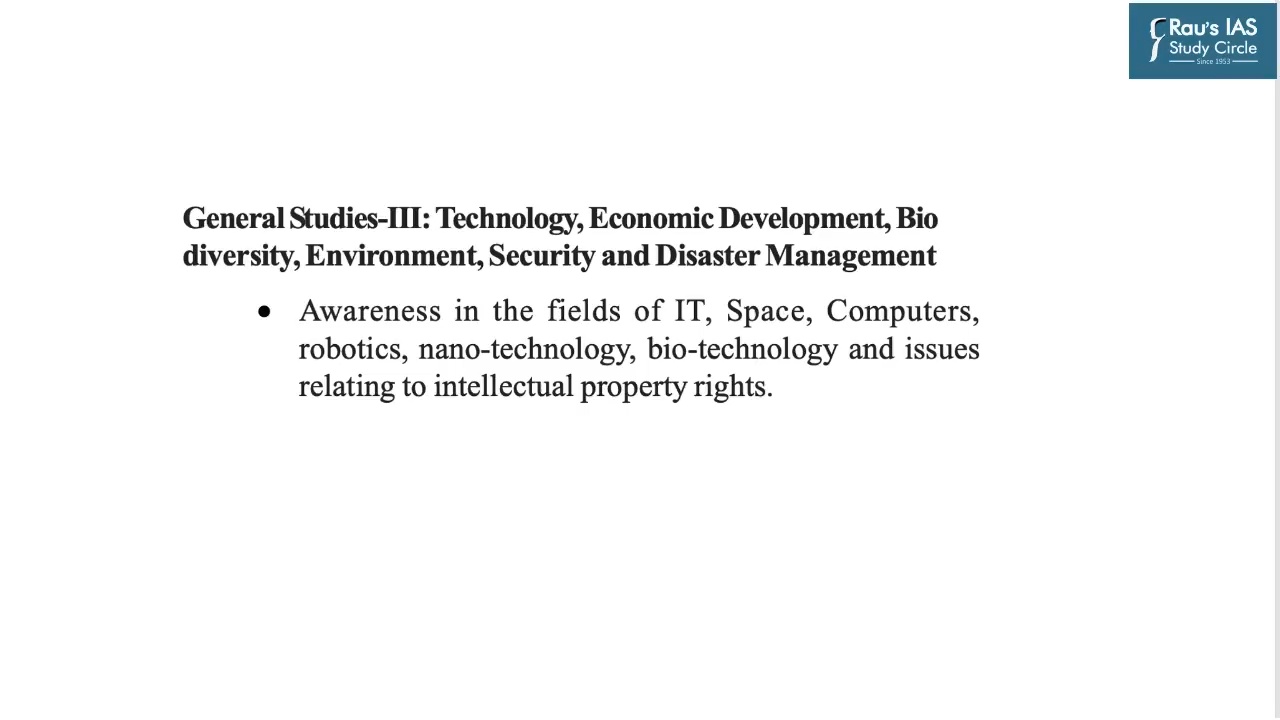 Rau's IAS
Study Circle
Since 1953
General Studies-III: Technology, Economic Development, Bio
diversity, Environment, Security and Disaster Management
• Awareness in the fields of IT, Space, Computers,
robotics, nano-technology, bio-technology and issues
relating to intellectual property rights.